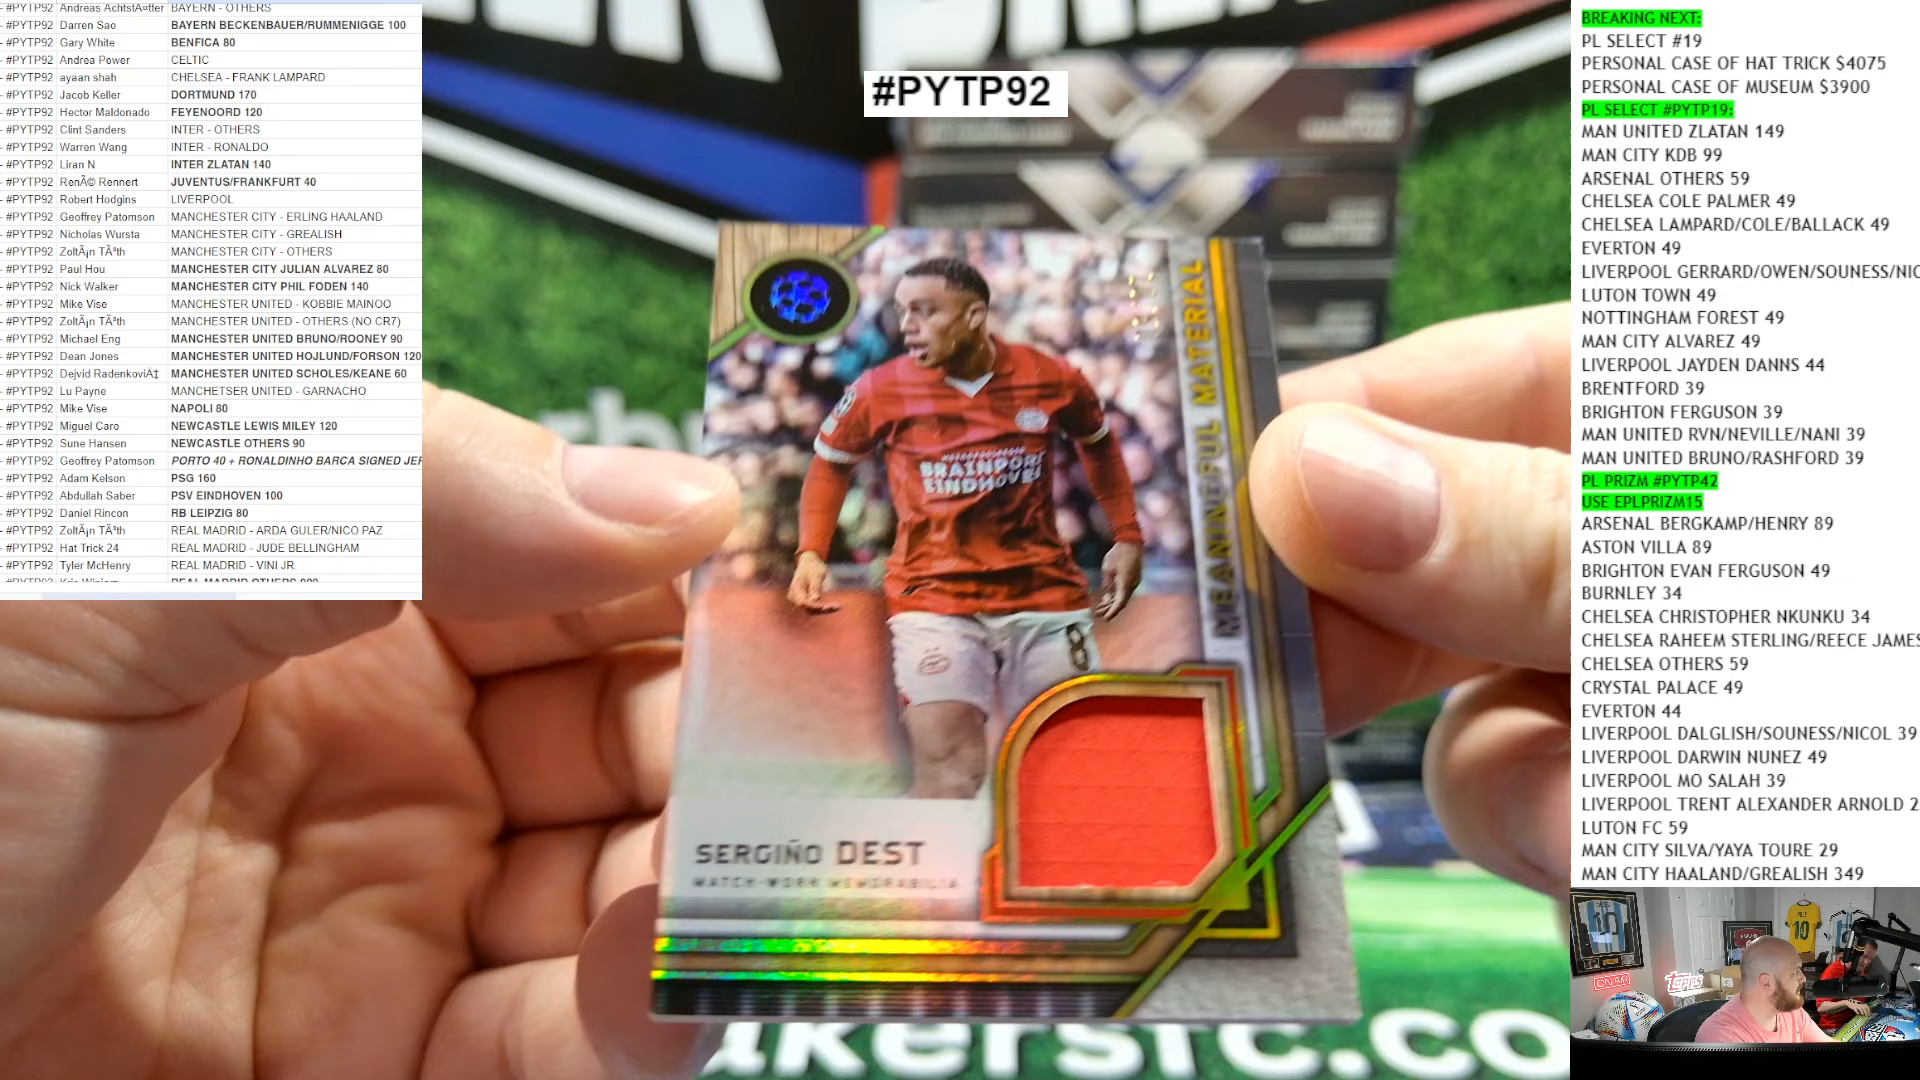 - #PYTP92 Andreas AchtstÃ¤tter BAYERN - OTHERS
- #PYTP92 Darren Sao BAYERN BECKENBAUER/RUMMENIGGE 100
- #PYTP92 Gary White BENFICA 80
- #PYTP92 Andrea Power CELTIC
- #PYTP92 ayaan shah CHELSEA - FRANK LAMPARD
- #PYTP92 Jacob Keller DORTMUND 170
- #PYTP92 Hector Maldonado FEYENOORD 120
- #PYTP92 Clint Sanders INTER - OTHERS
- #PYTP92 Warren Wang INTER - RONALDO
- #PYTP92 Liran N INTER ZLATAN 140
- #PYTP92 RenÃ© Rennert JUVENTUS/FRANKFURT 40
- #PYTP92 Robert Hodgins LIVERPOOL
- #PYTP92 Geoffrey Patomson MANCHESTER CITY - ERLING HAALAND
- #PYTP92 Nicholas Wursta MANCHESTER CITY - GREALISH
- #PYTP92 ZoltÃ¡n TÃ³th MANCHESTER CITY - OTHERS
- #PYTP92 Paul Hou MANCHESTER CITY JULIAN ALVAREZ 80
- #PYTP92 Nick Walker MANCHESTER CITY PHIL FODEN 140
- #PYTP92 Mike Vise MANCHESTER UNITED - KOBBIE MAINOO
- #PYTP92 ZoltÃ¡n TÃ³th MANCHESTER UNITED - OTHERS (NO CR7)
- #PYTP92 Michael Eng MANCHESTER UNITED BRUNO/ROONEY 90
- #PYTP92 Dean Jones MANCHESTER UNITED HOJLUND/FORSON 120
- #PYTP92 Dejvid RadenkoviÄ‡ MANCHESTER UNITED SCHOLES/KEANE 60
- #PYTP92 Lu Payne MANCHETSER UNITED - GARNACHO
- #PYTP92 Mike Vise NAPOLI 80
- #PYTP92 Miguel Caro NEWCASTLE LEWIS MILEY 120
- #PYTP92 Sune Hansen NEWCASTLE OTHERS 90
- #PYTP92 Geoffrey Patomson PORTO 40 + RONALDINHO BARCA SIGNED JER
- #PYTP92 Adam Kelson PSG 160
- #PYTP92 Abdullah Saber PSV EINDHOVEN 100
- #PYTP92 Daniel Rincon RB LEIPZIG 80
- #PYTP92 ZoltÃ¡n TÃ³th REAL MADRID - ARDA GULER/NICO PAZ
- #PYTP92 Hat Trick 24 REAL MADRID - JUDE BELLINGHAM
- #PYTP92 Tyler McHenry REAL MADRID - VINI JR.
#PYTP92
MEANINGFUL MATERIAL
BRAINPORT
EINDHOVEN
8
SERGIÑO DEST
MATCH-WORN MEMORABILIA
akersfc.co
BREAKING NEXT:
PL SELECT #19
PERSONAL CASE OF HAT TRICK $4075
PERSONAL CASE OF MUSEUM $3900
PL SELECT #PYTP19:
MAN UNITED ZLATAN 149
MAN CITY KDB 99
ARSENAL OTHERS 59
CHELSEA COLE PALMER 49
CHELSEA LAMPARD/COLE/BALLACK 49
EVERTON 49
LIVERPOOL GERRARD/OWEN/SOUNESS/NIC
LUTON TOWN 49
NOTTINGHAM FOREST 49
MAN CITY ALVAREZ 49
LIVERPOOL JAYDEN DANNS 44
BRENTFORD 39
BRIGHTON FERGUSON 39
MAN UNITED RVN/NEVILLE/NANI 39
MAN UNITED BRUNO/RASHFORD 39
PL PRIZM #PYTP42
USE EPLPRIZM15
ARSENAL BERGKAMP/HENRY 89
ASTON VILLA 89
BRIGHTON EVAN FERGUSON 49
BURNLEY 34
CHELSEA CHRISTOPHER NKUNKU 34
CHELSEA RAHEEM STERLING/REECE JAMES
CHELSEA OTHERS 59
CRYSTAL PALACE 49
EVERTON 44
LIVERPOOL DALGLISH/SOUNESS/NICOL 39
LIVERPOOL DARWIN NUNEZ 49
LIVERPOOL MO SALAH 39
LIVERPOOL TRENT ALEXANDER ARNOLD 2
LUTON FC 59
MAN CITY SILVA/YAYA TOURE 29
MAN CITY HAALAND/GREALISH 349
10
10
ON AIR
TOPPS